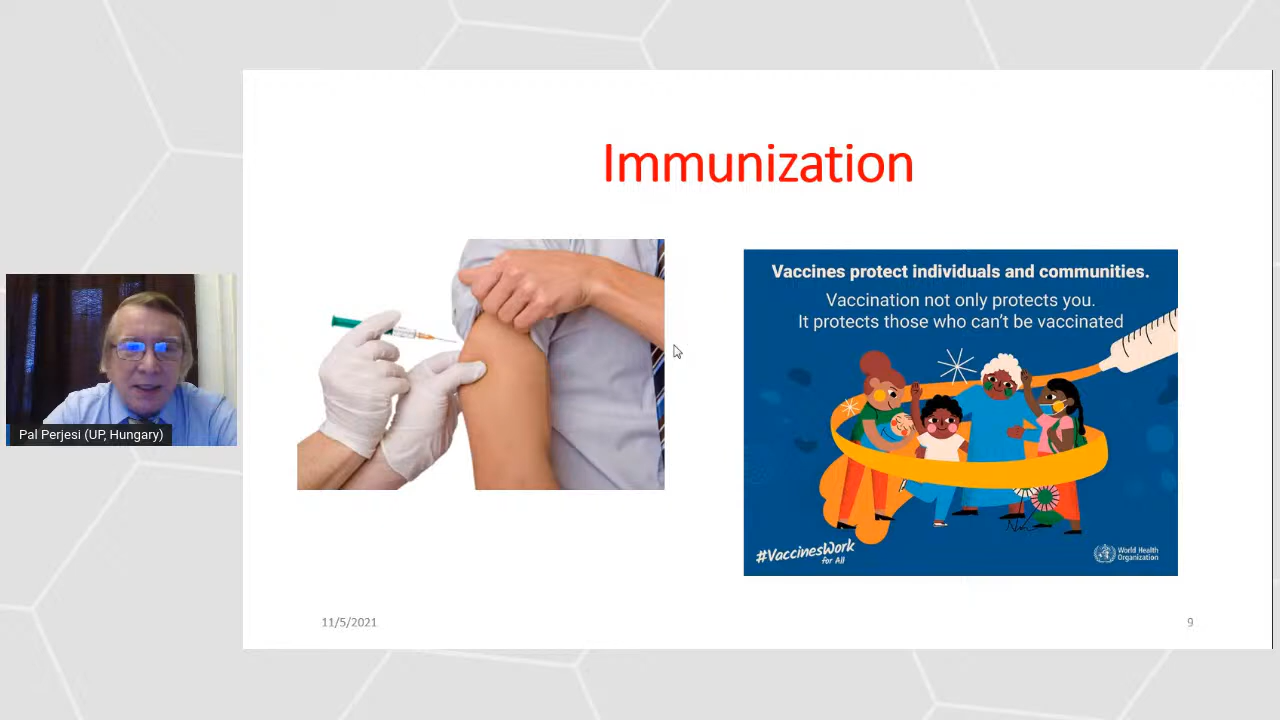 Immunization
Vaccines protect individuals and communities.
Vaccination not only protects you.
It protects those who can't be vaccinated
#VaccinesWork
for All
World Health
Organization
Pal Perjesi (UP, Hungary)
11/5/2021
9